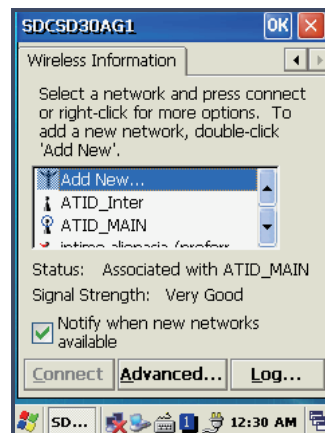 SDCSD30AG1 OK
Wireless Information
Select a network and press connect
or right-click for more options. To
add a new network, double-click
'Add New'.
Add New...
ATID_Inter
ATID_MAIN
Status: Associated with ATID_MAIN
Signal Strength: Very Good
Notify when new networks
available
Connect Advanced... Log...
SD... 1 12:30 AM